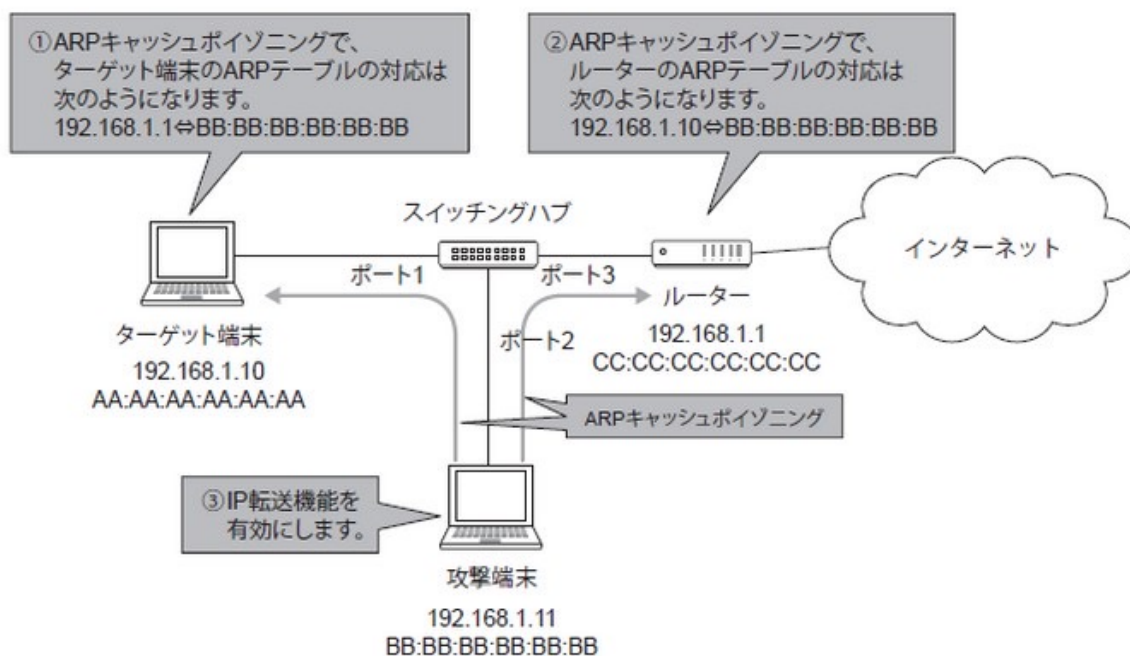 ①ARPキャッシュポイゾニングで、
ターゲット端末のARPテーブルの対応は
次のようになります。
192.168.1.1⇔BB:BB:BB:BB:BB:BB
②ARPキャッシュポイゾニングで、
ルーターのARPテーブルの対応は
次のようになります。
192.168.1.10⇔BB:BB:BB:BB:BB:BB
スイッチングハブ
インターネット
ポート1
ポート3
ターゲット端末
192.168.1.10
AA:AA:AA:AA:AA:AA
ポート2
ルーター
192.168.1.1
CC:CC:CC:CC:CC:CC
ARPキャッシュポイゾニング
③IP転送機能を
有効にします。
攻撃端末
192.168.1.11
BB:BB:BB:BB:BB:BB